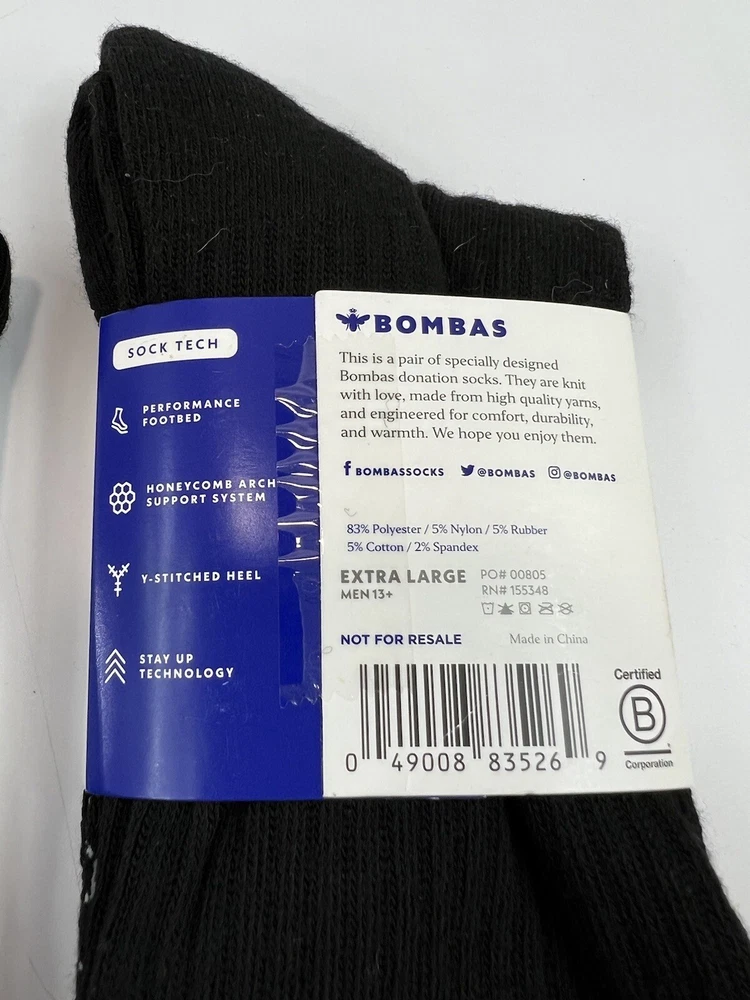 SOCK TECH
PERFORMANCE
FOOTBED
HONEYCOMB ARCH
SUPPORT SYSTEM
Y-STITCHED HEEL
STAY UP
TECHNOLOGY
BOMBAS
This is a pair of specially designed
Bombas donation socks. They are knit
with love, made from high quality yarns,
and engineered for comfort, durability,
and warmth. We hope you enjoy them.
f BOMBASSOCKS @BOMBAS @BOMBAS
83% Polyester / 5% Nylon / 5% Rubber
5% Cotton / 2% Spandex
EXTRA LARGE PO# 00805
MEN 13+ RN# 155348
NOT FOR RESALE Made in China
0 49008 83526 9
Certified
B
Corporation